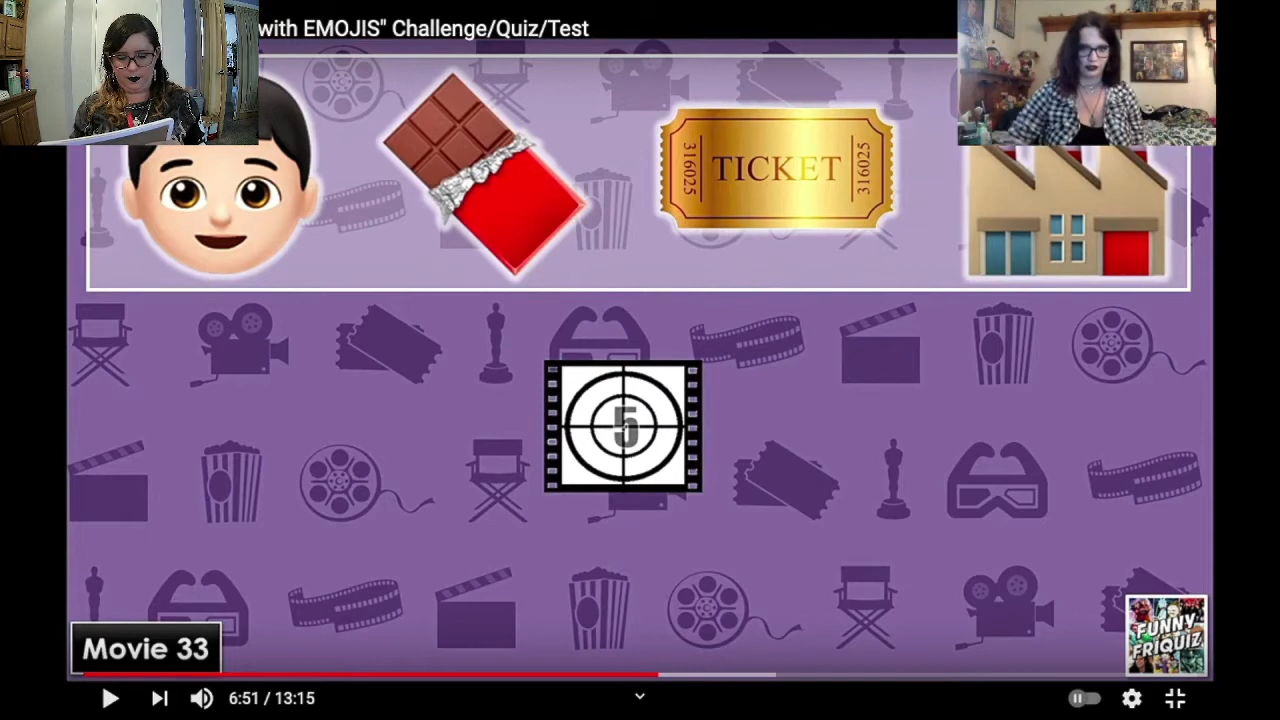 with EMOJIS" Challenge/Quiz/Test
316025
TICKET
316025
5
Movie 33
FUNNY
FRIQUIZ
6:51 / 13:15